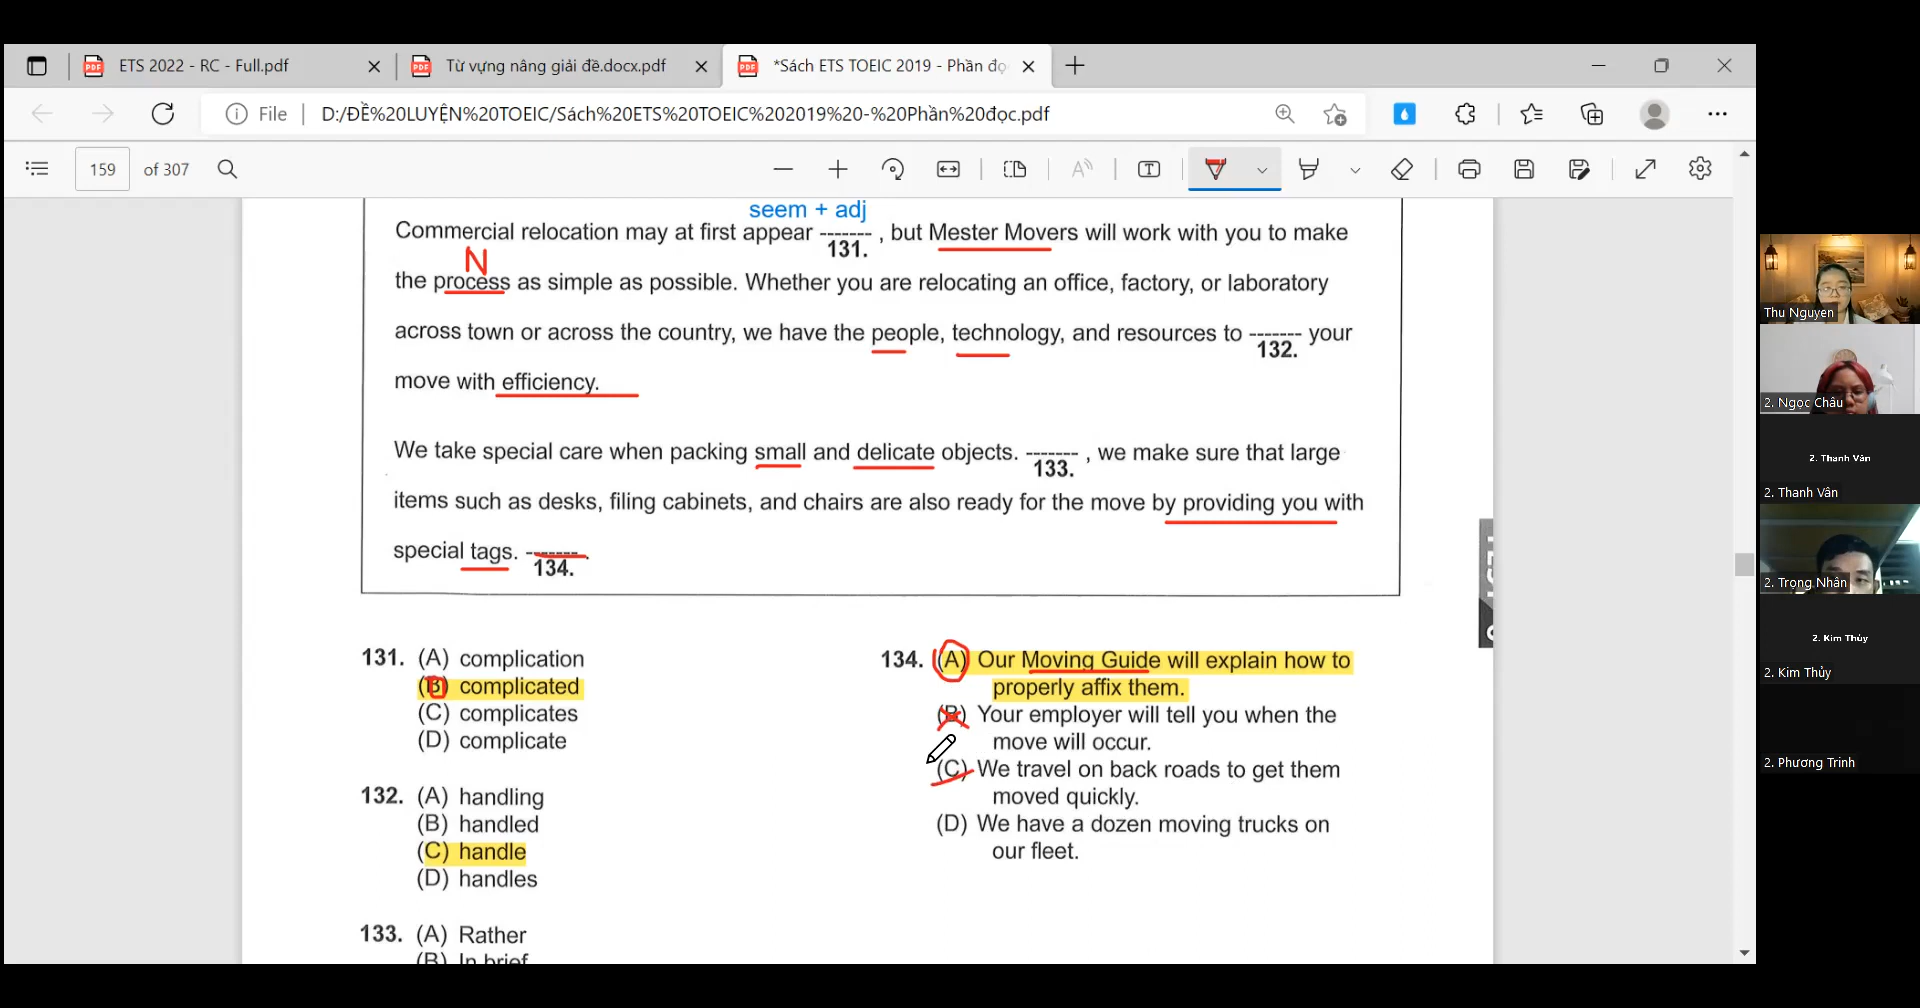 ETS 2022 - RC - Full.pdf
Từ vựng nâng giải đề.docx.pdf
*Sách ETS TOEIC 2019 - Phần đọ
File
D:/ĐỀ%20LUYỆN%20TOEIC/Sách%20ETS%20TOEIC%202019%20-%20Phần%20đọc.pdf
159 of 307
seem + adj
Commercial relocation may at first appear ------- , but Mester Movers will work with you to make
131.
N
the process as simple as possible. Whether you are relocating an office, factory, or laboratory
across town or across the country, we have the people, technology, and resources to ------- your
132.
move with efficiency.
We take special care when packing small and delicate objects. ------- , we make sure that large
133.
items such as desks, filing cabinets, and chairs are also ready for the move by providing you with
special tags. -------.
134.
131. (A) complication
(B) complicated
(C) complicates
(D) complicate
132. (A) handling
(B) handled
(C) handle
(D) handles
133. (A) Rather
(B) In brief
134. (A) Our Moving Guide will explain how to
properly affix them.
(B) Your employer will tell you when the
move will occur.
(C) We travel on back roads to get them
moved quickly.
(D) We have a dozen moving trucks on
our fleet.
Thu Nguyen
2. Ngọc Châu
2. Thanh Vân
2. Thanh Vân
2. Trọng Nhân
2. Kim Thủy
2. Kim Thủy
2. Phương Trinh